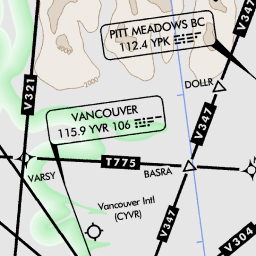 PITT MEADOWS BC
112.4 YPK
V347
V321
2000
DOLLR
VANCOUVER
115.9 YVR 106
V347
T775
VARSY
BASRA
Vancouver Intl
(CYVR)
V347
V304